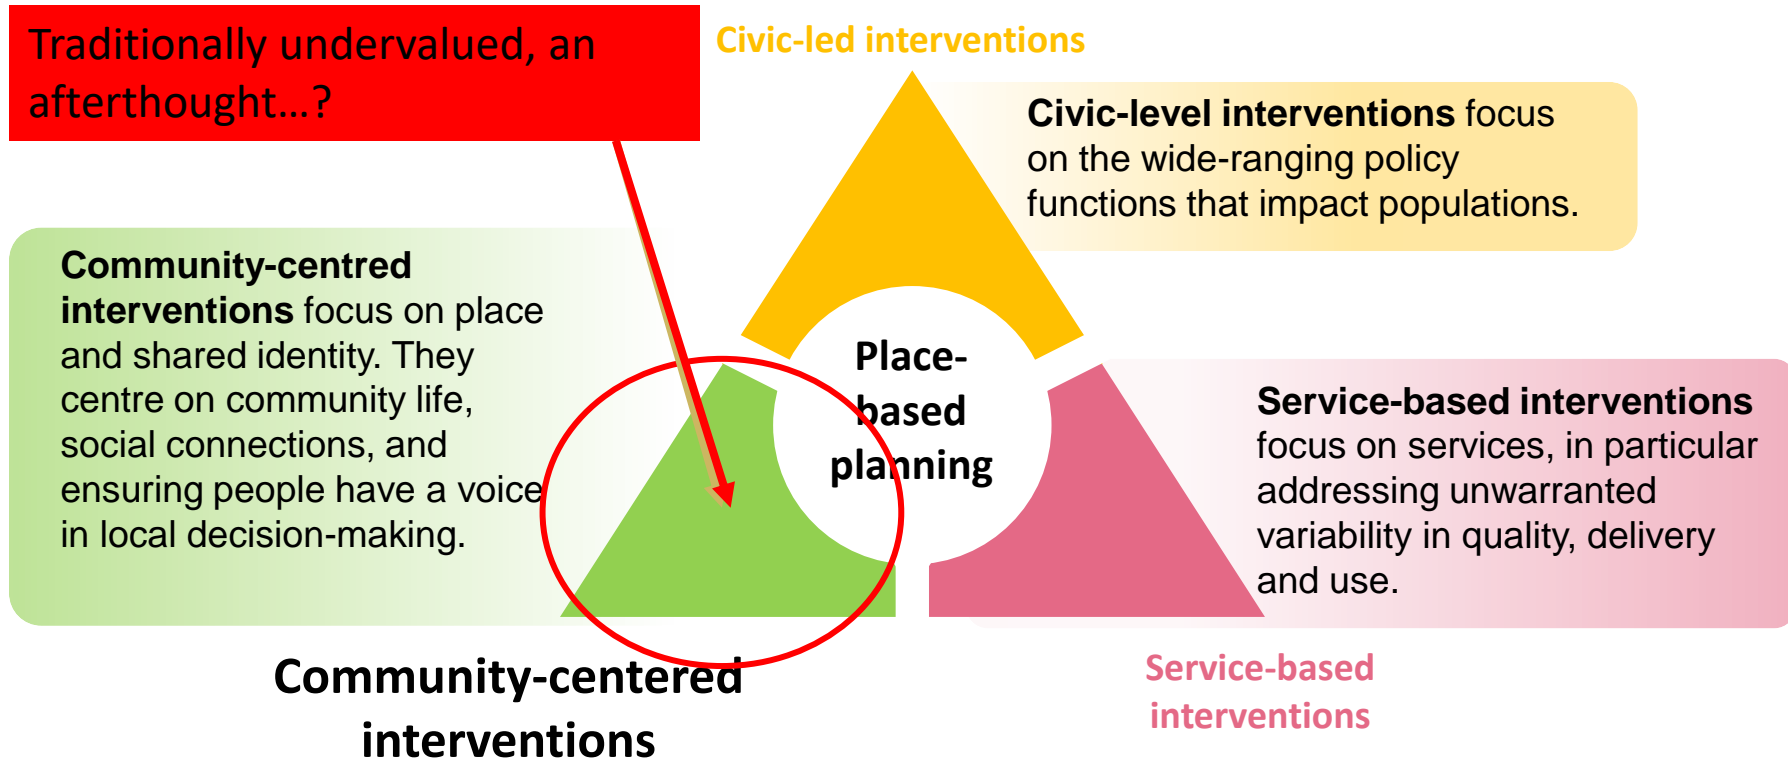 Traditionally undervalued, an
afterthought...?
Civic-led interventions
Civic-level interventions focus
on the wide-ranging policy
functions that impact populations.
Community-centred
interventions focus on place
and shared identity. They
centre on community life,
social connections, and
ensuring people have a voice
in local decision-making.
Place-
based
planning
Service-based interventions
focus on services, in particular
addressing unwarranted
variability in quality, delivery
and use.
Community-centered
interventions
Service-based
interventions